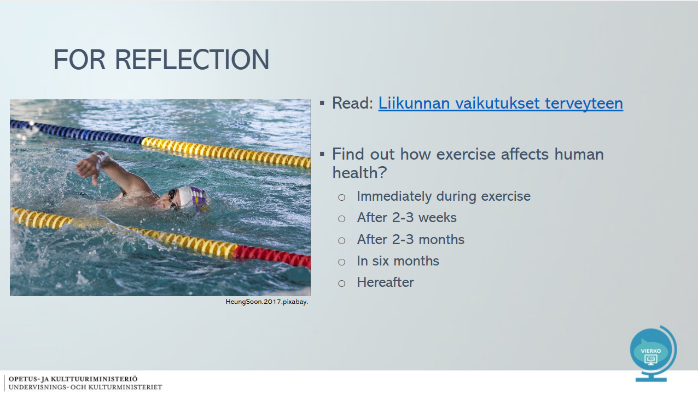 FOR REFLECTION
▪ Read: Liikunnan vaikutukset terveyteen
▪ Find out how exercise affects human
health?
○ Immediately during exercise
○ After 2-3 weeks
○ After 2-3 months
○ In six months
○ Hereafter
HeungSoon.2017.pixabay.
VIERKO
OPETUS- JA KULTTUURIMINISTERIÖ
UNDERVISNINGS- OCH KULTURMINISTERIET